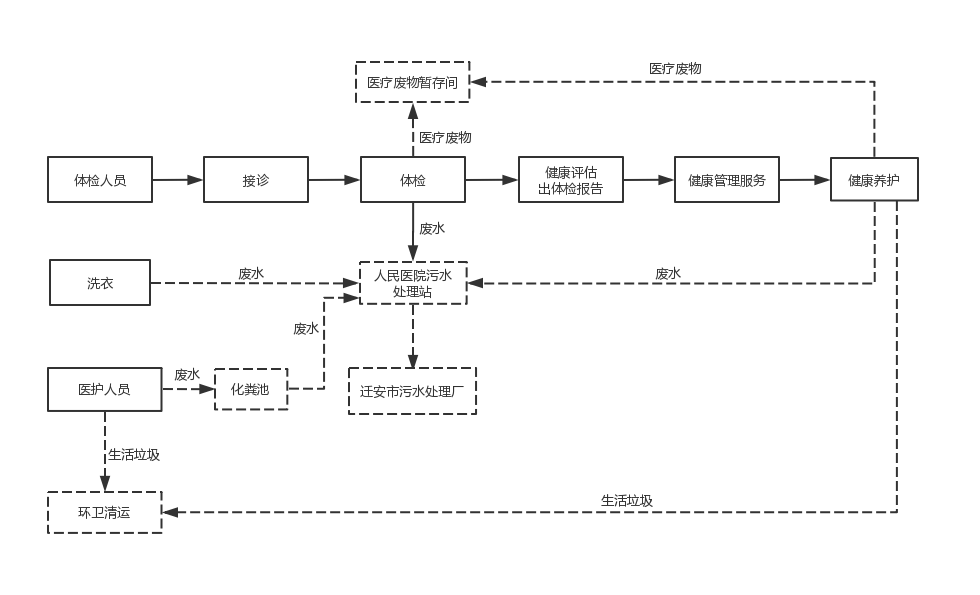 医疗废物
医疗废物暂存间
医疗废物
体检人员
接诊
体检
健康评估
出体检报告
健康管理服务
健康养护
废水
废水
废水
洗衣
人民医院污水
处理站
废水
废水
医护人员
化粪池
迁安市污水处理厂
生活垃圾
生活垃圾
环卫清运